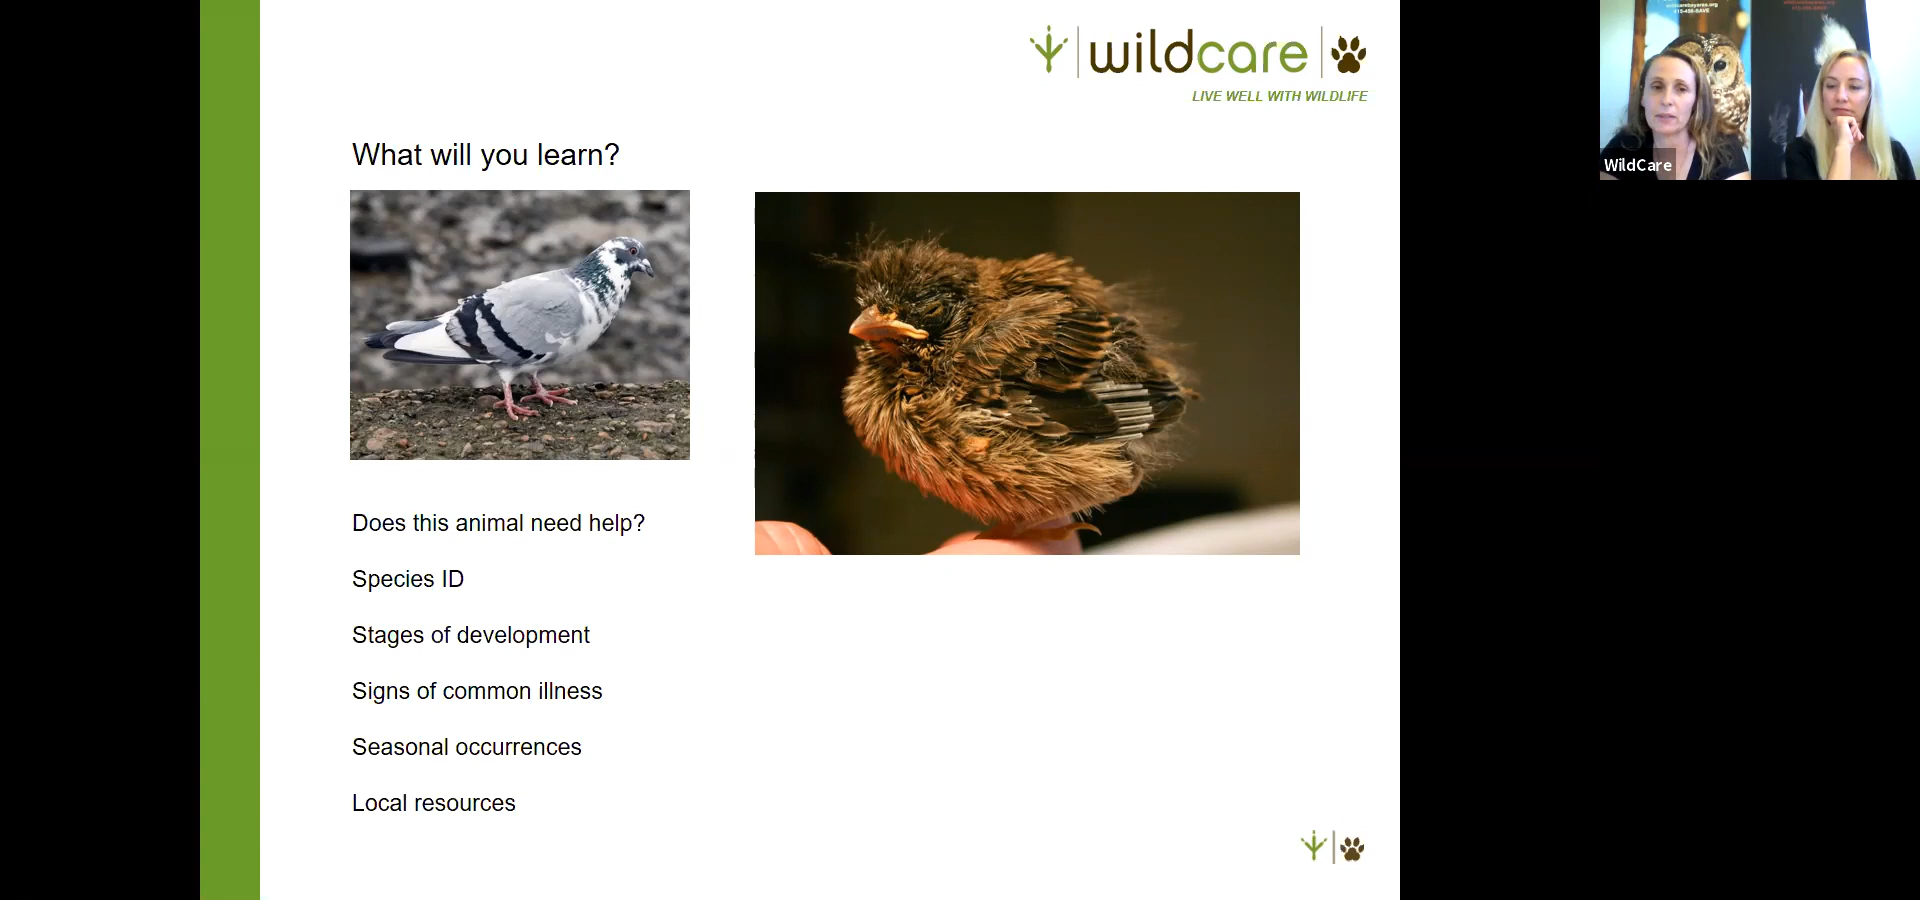 wildcare
LIVE WELL WITH WILDLIFE
What will you learn?
Does this animal need help?
Species ID
Stages of development
Signs of common illness
Seasonal occurrences
Local resources
WildCare